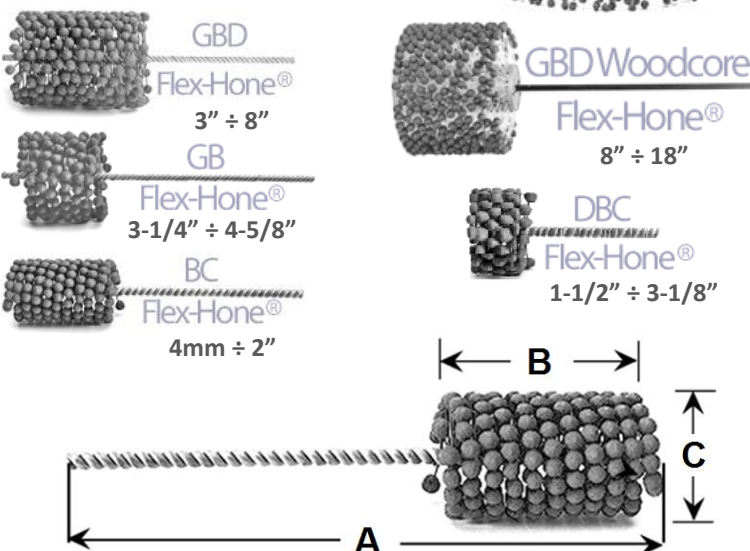 GBD
Flex-Hone®
3” ÷ 8”
GBD Woodcore
Flex-Hone®
8” ÷ 18”
GB
Flex-Hone®
3-1/4” ÷ 4-5/8”
DBC
Flex-Hone®
1-1/2” ÷ 3-1/8”
BC
Flex-Hone®
4mm ÷ 2”
B
C
A